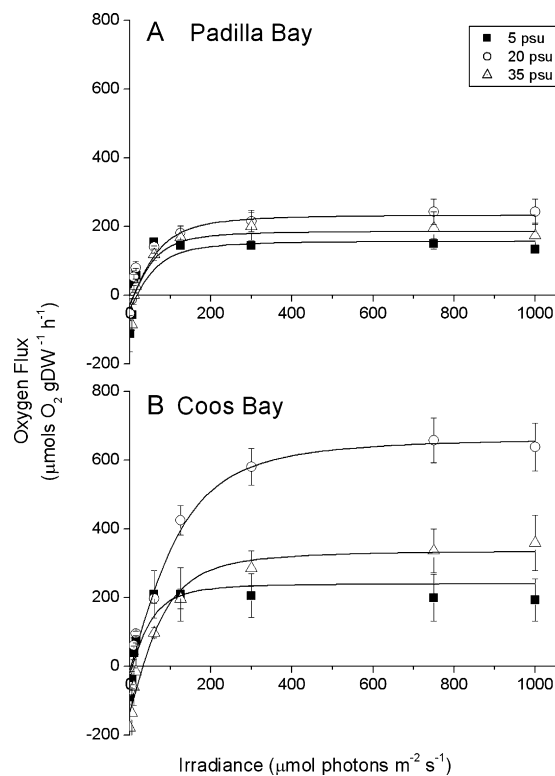 A Padilla Bay
5 psu
20 psu
35 psu
800
600
400
200
0
-200
0 200 400 600 800 1000
B Coos Bay
800
600
400
200
0
-200
0 200 400 600 800 1000
Oxygen Flux
(μmols O₂ gDW⁻¹ h⁻¹)
Irradiance (μmol photons m⁻² s⁻¹)